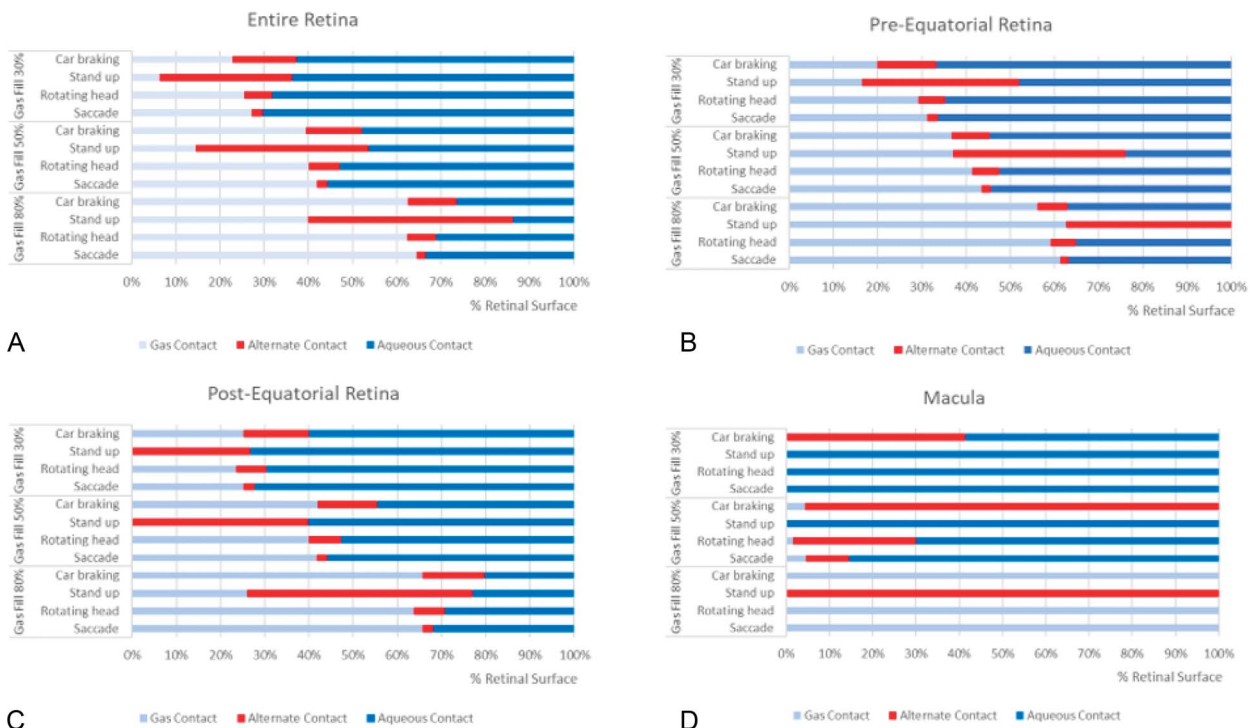 Entire Retina
Gas Fill 30%
Car braking
Stand up
Rotating head
Saccade
Gas Fill 50%
Car braking
Stand up
Rotating head
Saccade
Gas Fill 80%
Car braking
Stand up
Rotating head
Saccade
0% 10% 20% 30% 40% 50% 60% 70% 80% 90% 100%
% Retinal Surface
Gas Contact Alternate Contact Aqueous Contact
A
Pre-Equatorial Retina
Gas Fill 30%
Car braking
Stand up
Rotating head
Saccade
Gas Fill 50%
Car braking
Stand up
Rotating head
Saccade
Gas Fill 80%
Car braking
Stand up
Rotating head
Saccade
0% 10% 20% 30% 40% 50% 60% 70% 80% 90% 100%
% Retinal Surface
Gas Contact Alternate Contact Aqueous Contact
B
Post-Equatorial Retina
Gas Fill 30%
Car braking
Stand up
Rotating head
Saccade
Gas Fill 50%
Car braking
Stand up
Rotating head
Saccade
Gas Fill 80%
Car braking
Stand up
Rotating head
Saccade
0% 10% 20% 30% 40% 50% 60% 70% 80% 90% 100%
% Retinal Surface
Gas Contact Alternate Contact Aqueous Contact
C
Macula
Gas Fill 30%
Car braking
Stand up
Rotating head
Saccade
Gas Fill 50%
Car braking
Stand up
Rotating head
Saccade
Gas Fill 80%
Car braking
Stand up
Rotating head
Saccade
0% 10% 20% 30% 40% 50% 60% 70% 80% 90% 100%
% Retinal Surface
Gas Contact Alternate Contact Aqueous Contact
D